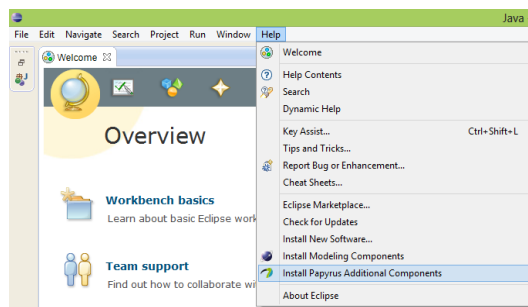 Java
File Edit Navigate Search Project Run Window Help
Welcome
Overview
Workbench basics
Learn about basic Eclipse work
Team support
Find out how to collaborate wi
Welcome
Help Contents
Search
Dynamic Help
Key Assist... Ctrl+Shift+L
Tips and Tricks...
Report Bug or Enhancement...
Cheat Sheets...
Eclipse Marketplace...
Check for Updates
Install New Software...
Install Modeling Components
Install Papyrus Additional Components
About Eclipse